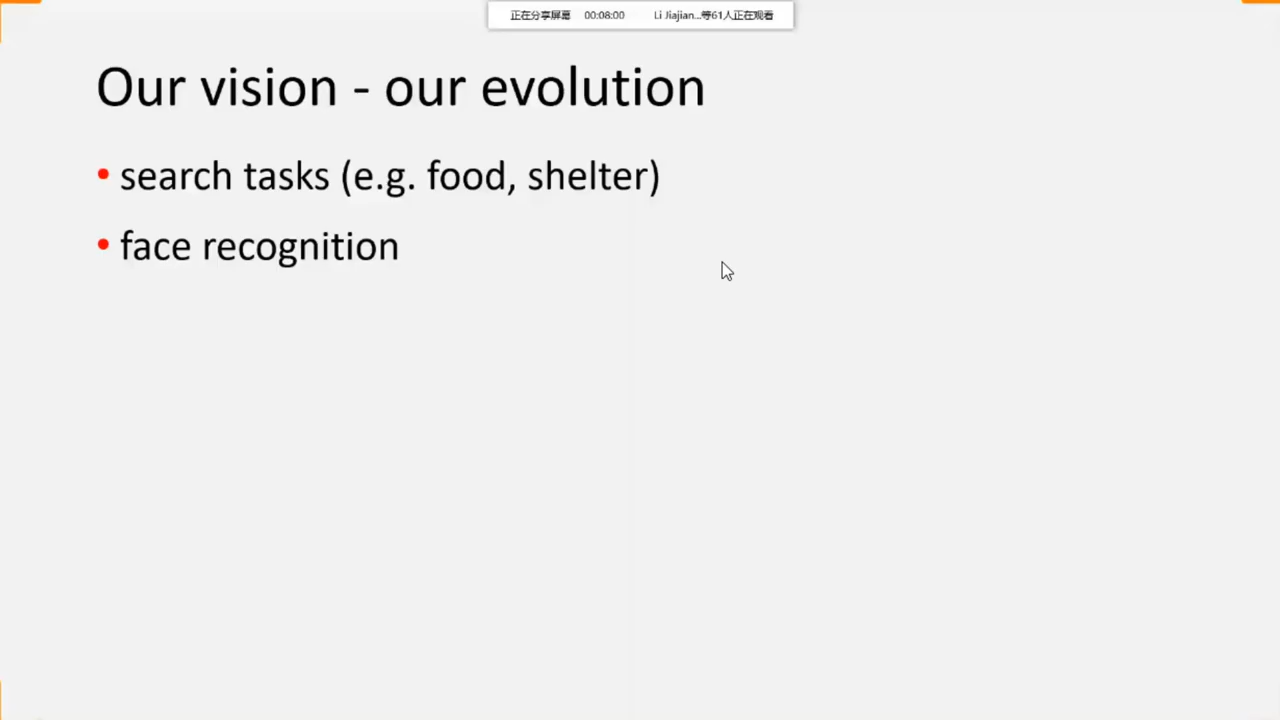 正在分享屏幕 00:08:00 Li Jiajian...等61人正在观看
Our vision - our evolution
• search tasks (e.g. food, shelter)
• face recognition